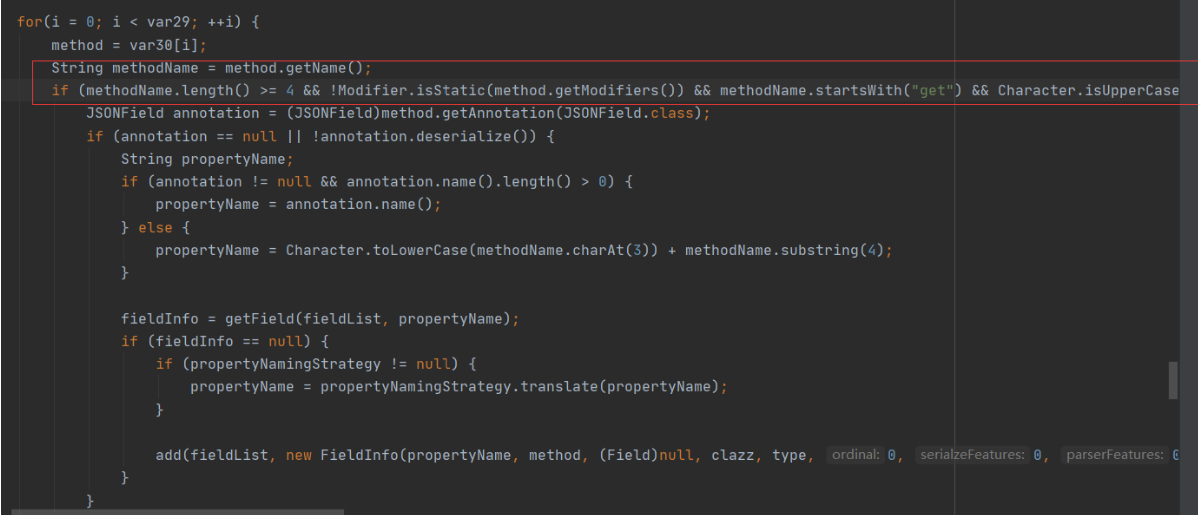 for(i = 0; i < var29; ++i) {
method = var30[i];
String methodName = method.getName();
if (methodName.length() >= 4 && !Modifier.isStatic(method.getModifiers()) && methodName.startsWith("get") && Character.isUpperCase
JSONField annotation = (JSONField)method.getAnnotation(JSONField.class);
if (annotation == null || !annotation.deserialize()) {
String propertyName;
if (annotation != null && annotation.name().length() > 0) {
propertyName = annotation.name();
} else {
propertyName = Character.toLowerCase(methodName.charAt(3)) + methodName.substring(4);
}
fieldInfo = getField(fieldList, propertyName);
if (fieldInfo == null) {
if (propertyNamingStrategy != null) {
propertyName = propertyNamingStrategy.translate(propertyName);
}
add(fieldList, new FieldInfo(propertyName, method, (Field)null, clazz, type, ordinal: 0, serialzeFeatures: 0, parserFeatures: 0
}
}